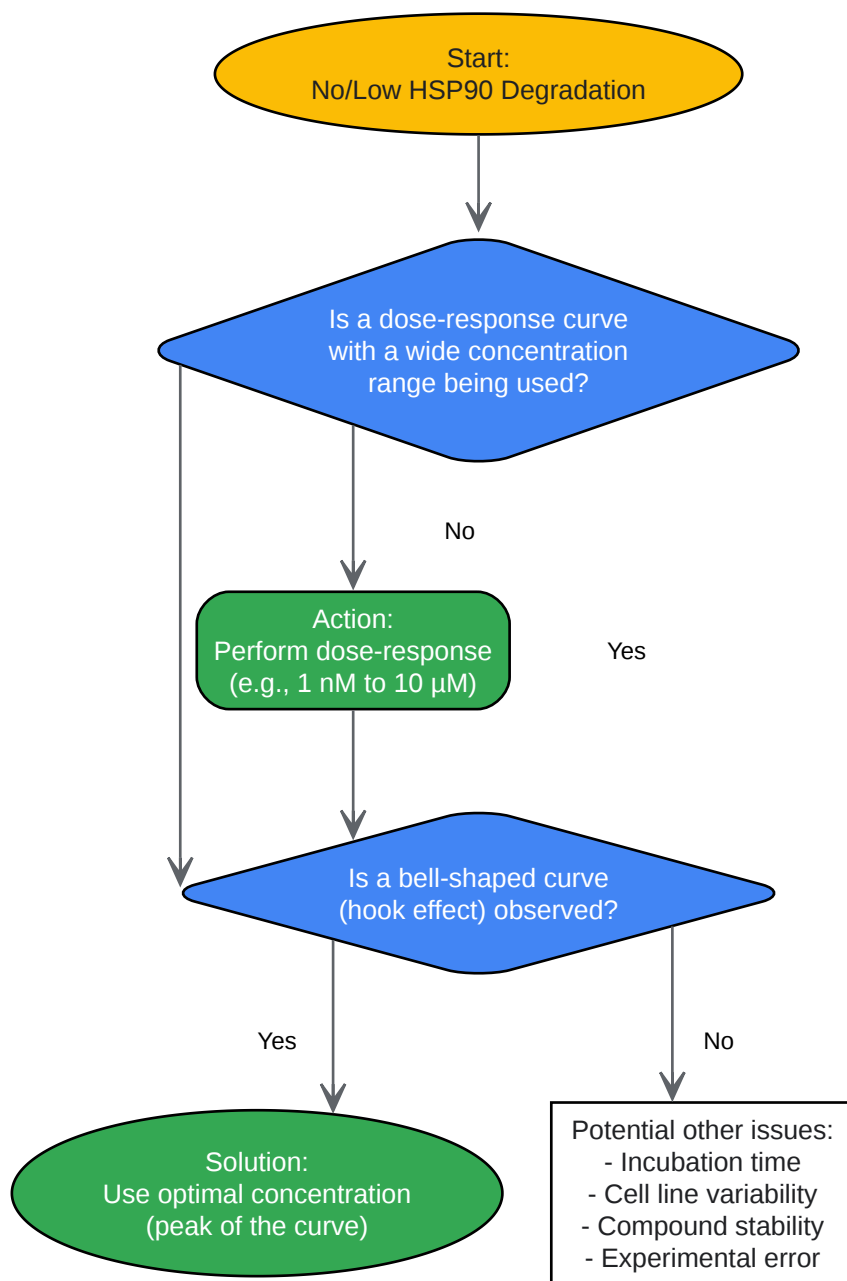 Start:
No/Low HSP90 Degradation
Is a dose-response curve
with a wide concentration
range being used?
No
Action:
Perform dose-response
(e.g., 1 nM to 10 µM)
Yes
Is a bell-shaped curve
(hook effect) observed?
Yes
No
Solution:
Use optimal concentration
(peak of the curve)
Potential other issues:
- Incubation time
- Cell line variability
- Compound stability
- Experimental error